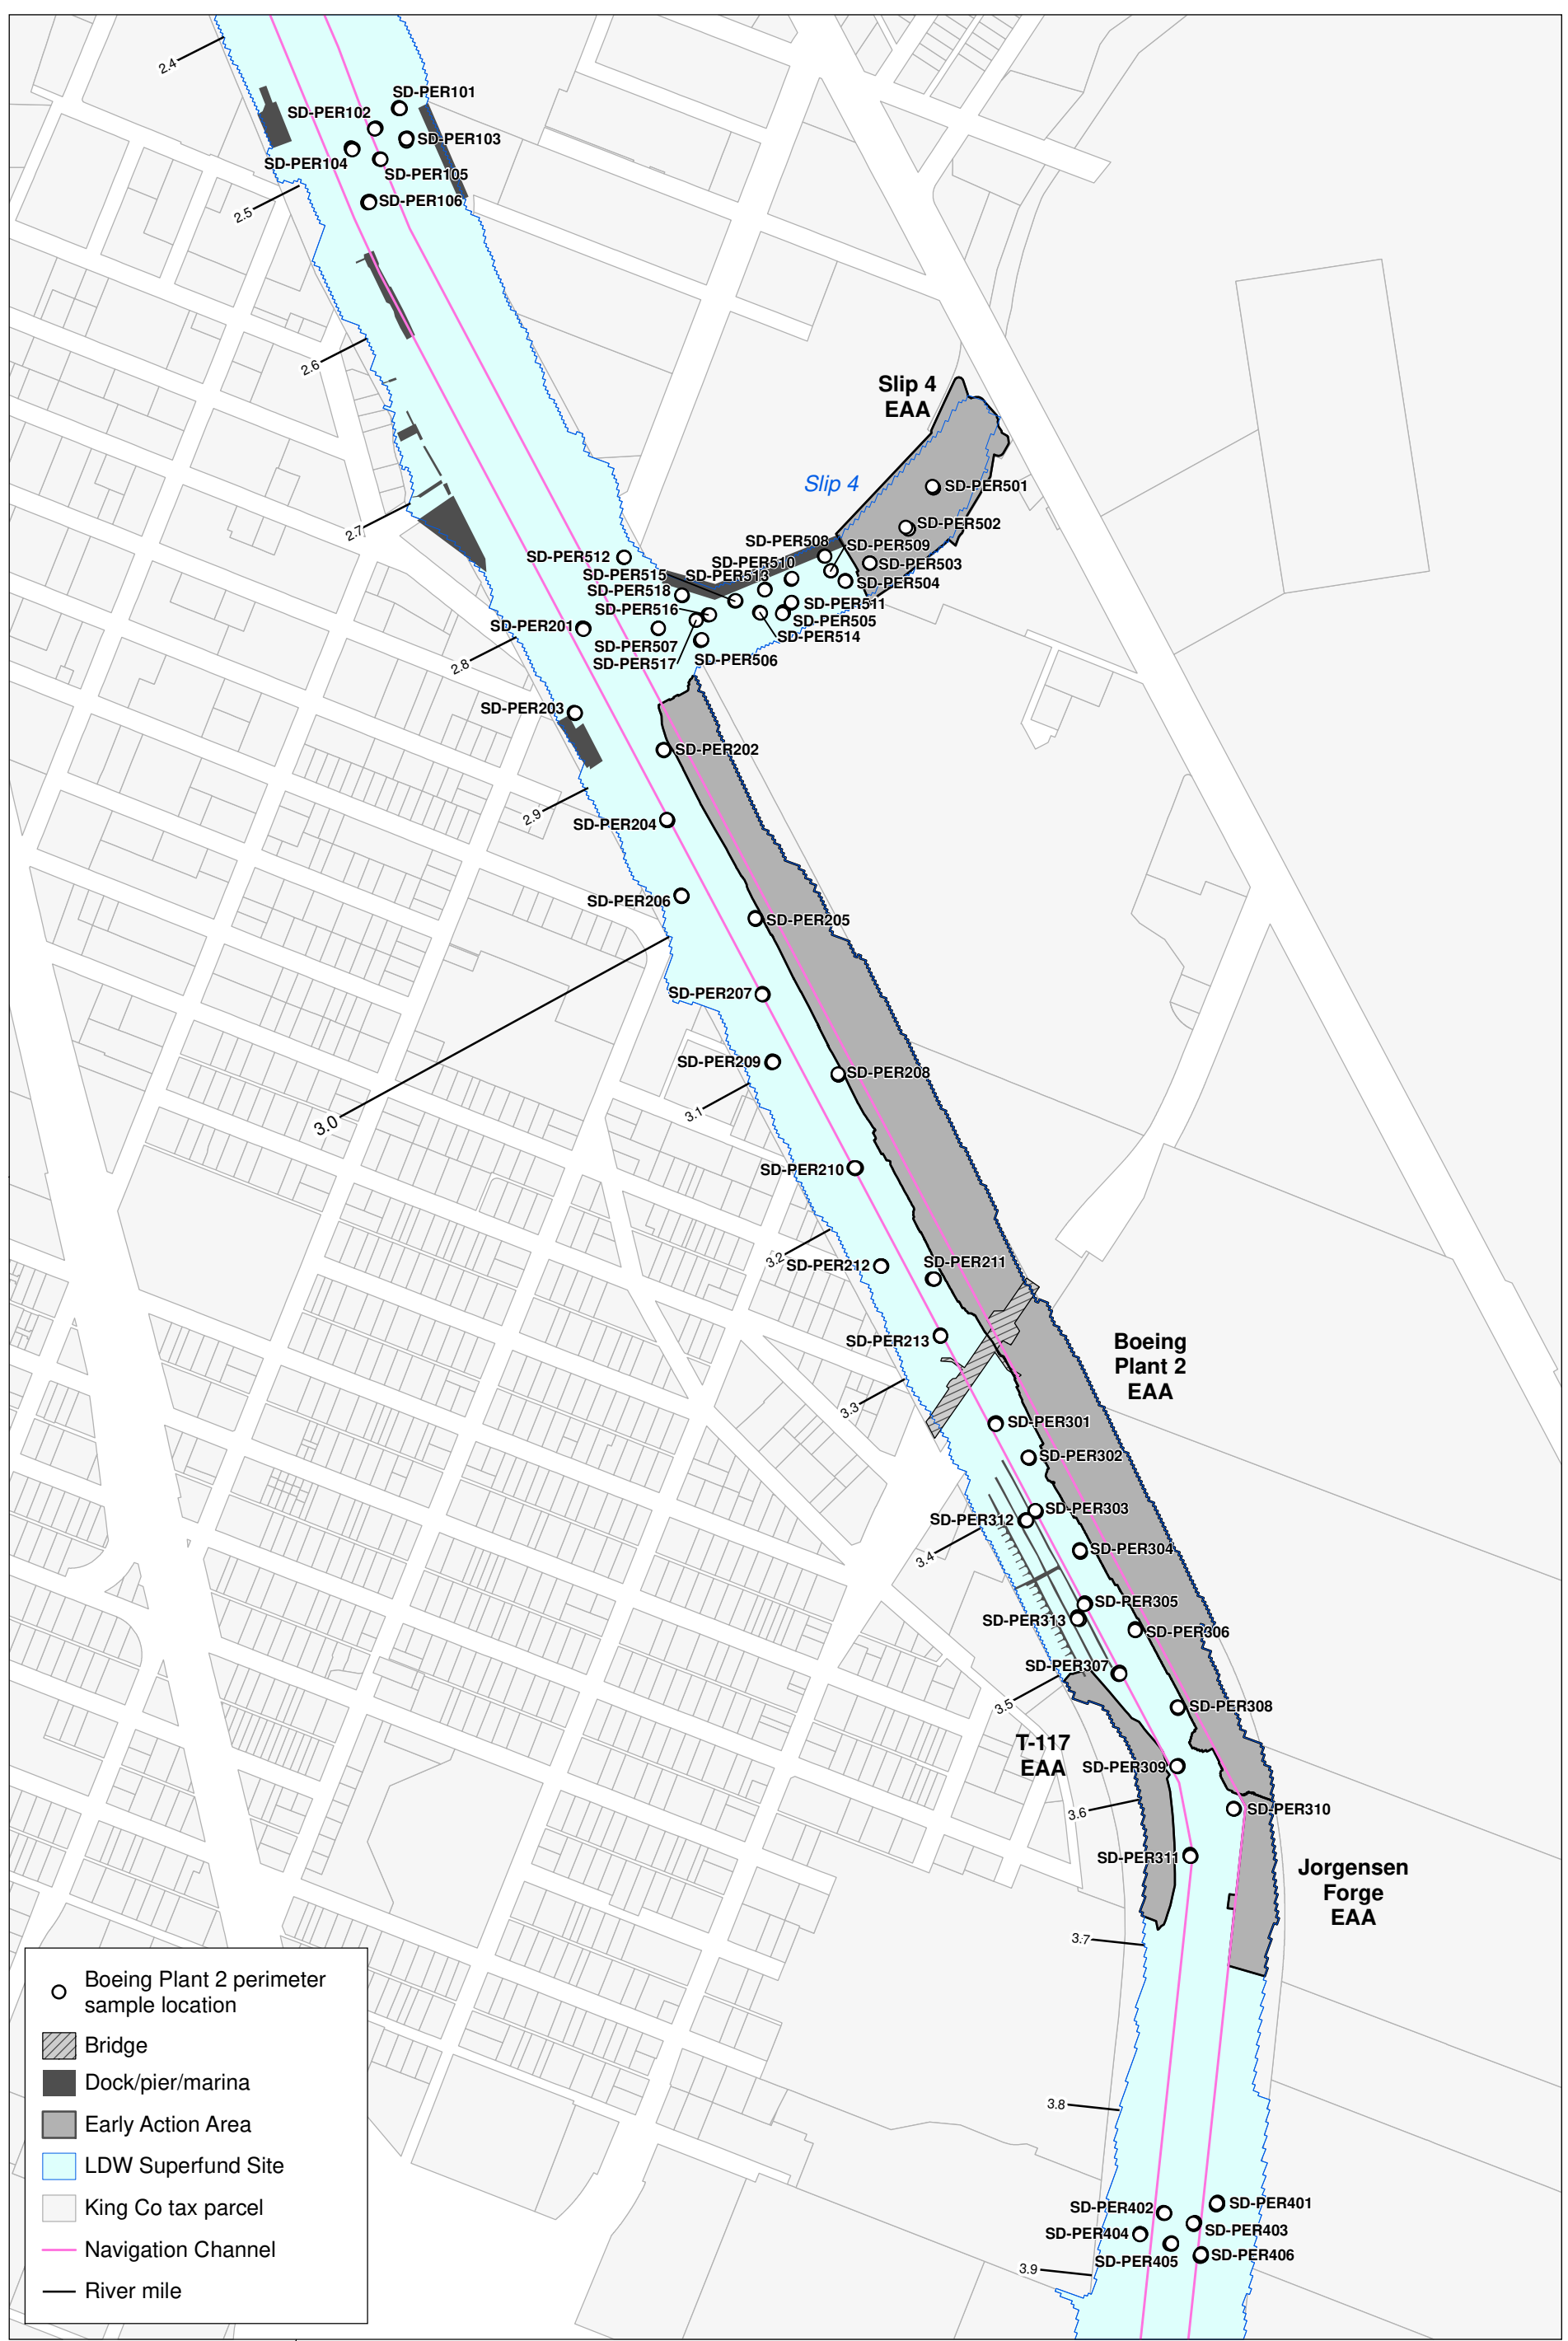 2.4
SD-PER101
SD-PER102
SD-PER103
SD-PER104
SD-PER105
SD-PER106
2.5
2.6
Slip 4
EAA
Slip 4
SD-PER501
2.7
SD-PER502
SD-PER508
SD-PER509
SD-PER512
SD-PER510
SD-PER503
SD-PER515
SD-PER513
SD-PER504
SD-PER518
SD-PER511
SD-PER516
SD-PER505
SD-PER201
SD-PER514
SD-PER507
SD-PER517
SD-PER506
2.8
SD-PER203
SD-PER202
2.9
SD-PER204
SD-PER206
SD-PER205
SD-PER207
SD-PER209
SD-PER208
3.1
3.0
SD-PER210
3.2
SD-PER212
SD-PER211
SD-PER213
Boeing
Plant 2
EAA
3.3
SD-PER301
SD-PER302
SD-PER303
SD-PER312
3.4
SD-PER304
SD-PER305
SD-PER313
SD-PER306
SD-PER307
3.5
SD-PER308
T-117
EAA
SD-PER309
3.6
SD-PER310
SD-PER311
Jorgensen
Forge
EAA
3.7
3.8
SD-PER402
SD-PER401
SD-PER404
SD-PER403
SD-PER405
SD-PER406
3.9
Boeing Plant 2 perimeter
sample location
Bridge
Dock/pier/marina
Early Action Area
LDW Superfund Site
King Co tax parcel
Navigation Channel
River mile